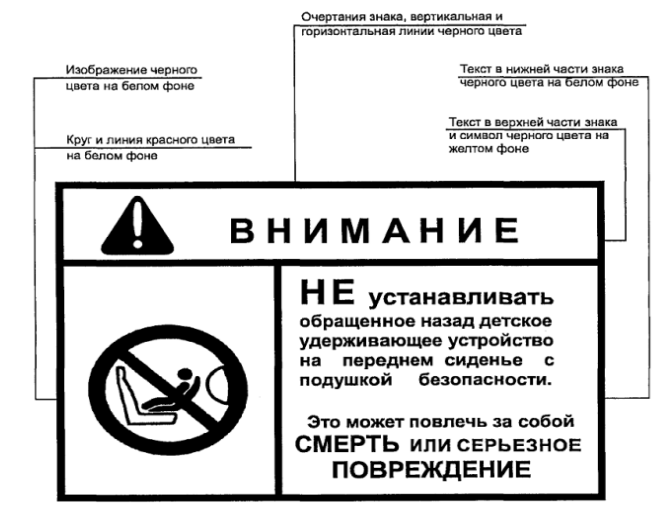 Очертания знака, вертикальная и
горизонтальная линии черного цвета
Изображение черного
цвета на белом фоне
Текст в нижней части знака
черного цвета на белом фоне
Круг и линия красного цвета
на белом фоне
Текст в верхней части знака
и символ черного цвета на
желтом фоне
ВНИМАНИЕ
НЕ устанавливать
обращенное назад детское
удерживающее устройство
на переднем сиденье с
подушкой безопасности.
Это может повлечь за собой
СМЕРТЬ ИЛИ СЕРЬЕЗНОЕ
ПОВРЕЖДЕНИЕ